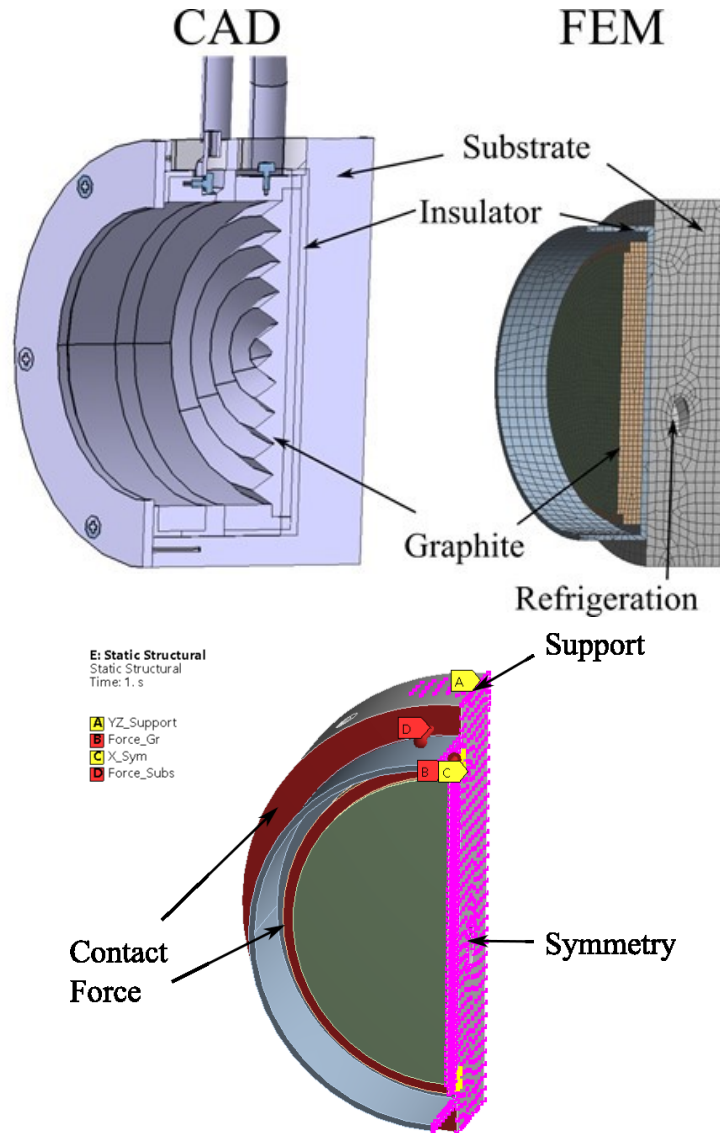 CAD
FEM
Substrate
Insulator
Graphite
Refrigeration
Support
E: Static Structural
Static Structural
Time: 1. s
A YZ_Support
B Force_Gr
C X_Sym
D Force_Subs
A
D
B C
Contact
Force
Symmetry